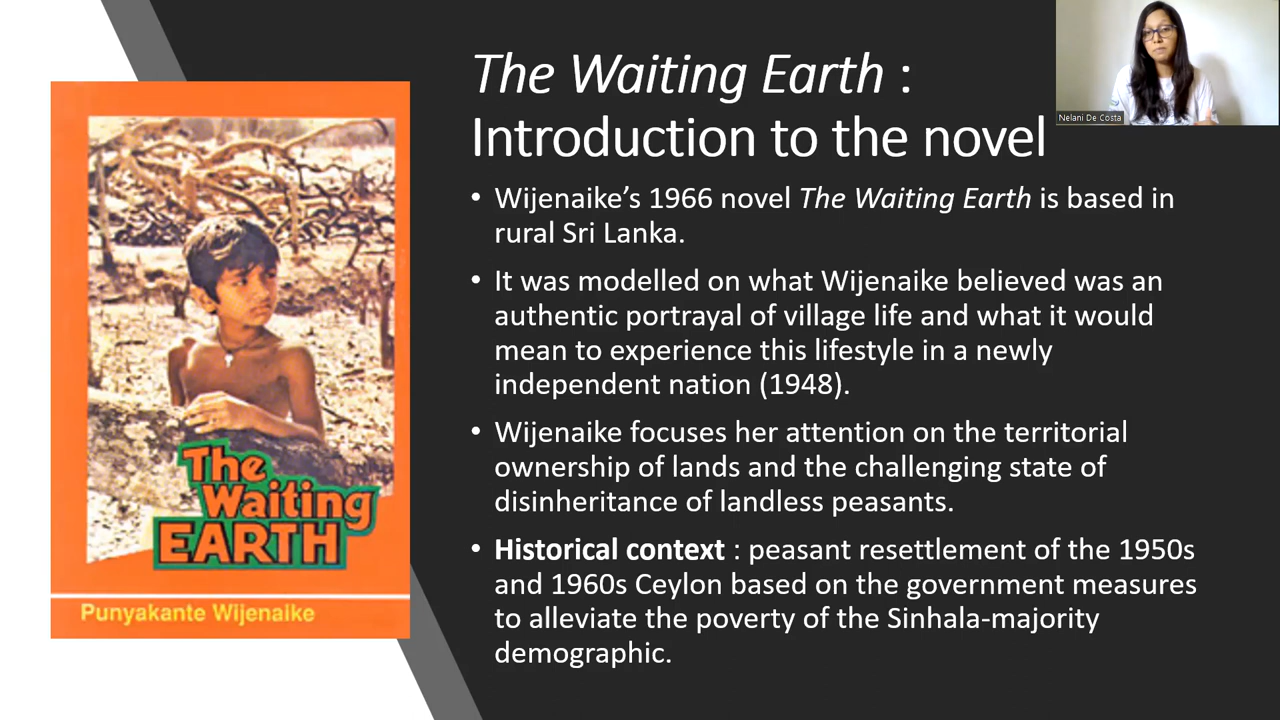 The Waiting Earth :
Introduction to the novel
Nelani De Costa
• Wijenaike’s 1966 novel The Waiting Earth is based in
rural Sri Lanka.
• It was modelled on what Wijenaike believed was an
authentic portrayal of village life and what it would
mean to experience this lifestyle in a newly
independent nation (1948).
• Wijenaike focuses her attention on the territorial
ownership of lands and the challenging state of
disinheritance of landless peasants.
• Historical context : peasant resettlement of the 1950s
and 1960s Ceylon based on the government measures
to alleviate the poverty of the Sinhala-majority
demographic.
The
Waiting
EARTH
Punyakante Wijenaike